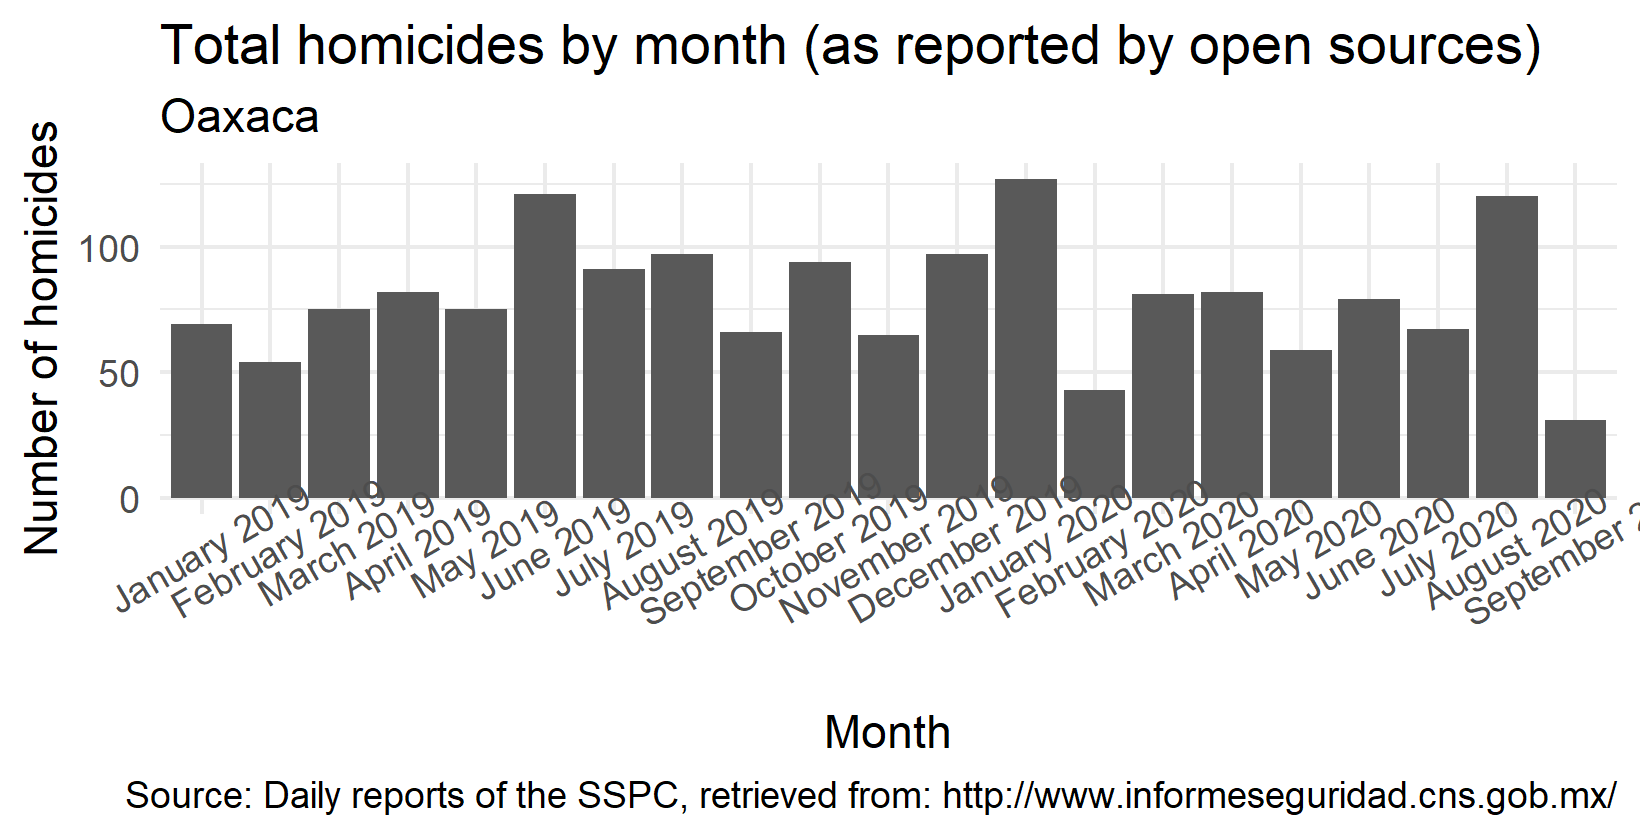 Total homicides by month (as reported by open sources)
Oaxaca
Number of homicides
100
50
0
January 2019
February 2019
March 2019
April 2019
May 2019
June 2019
July 2019
August 2019
September 2019
October 2019
November 2019
December 2019
January 2020
February 2020
March 2020
April 2020
May 2020
June 2020
July 2020
August 2020
September 2
Month
Source: Daily reports of the SSPC, retrieved from: http://www.informeseguridad.cns.gob.mx/